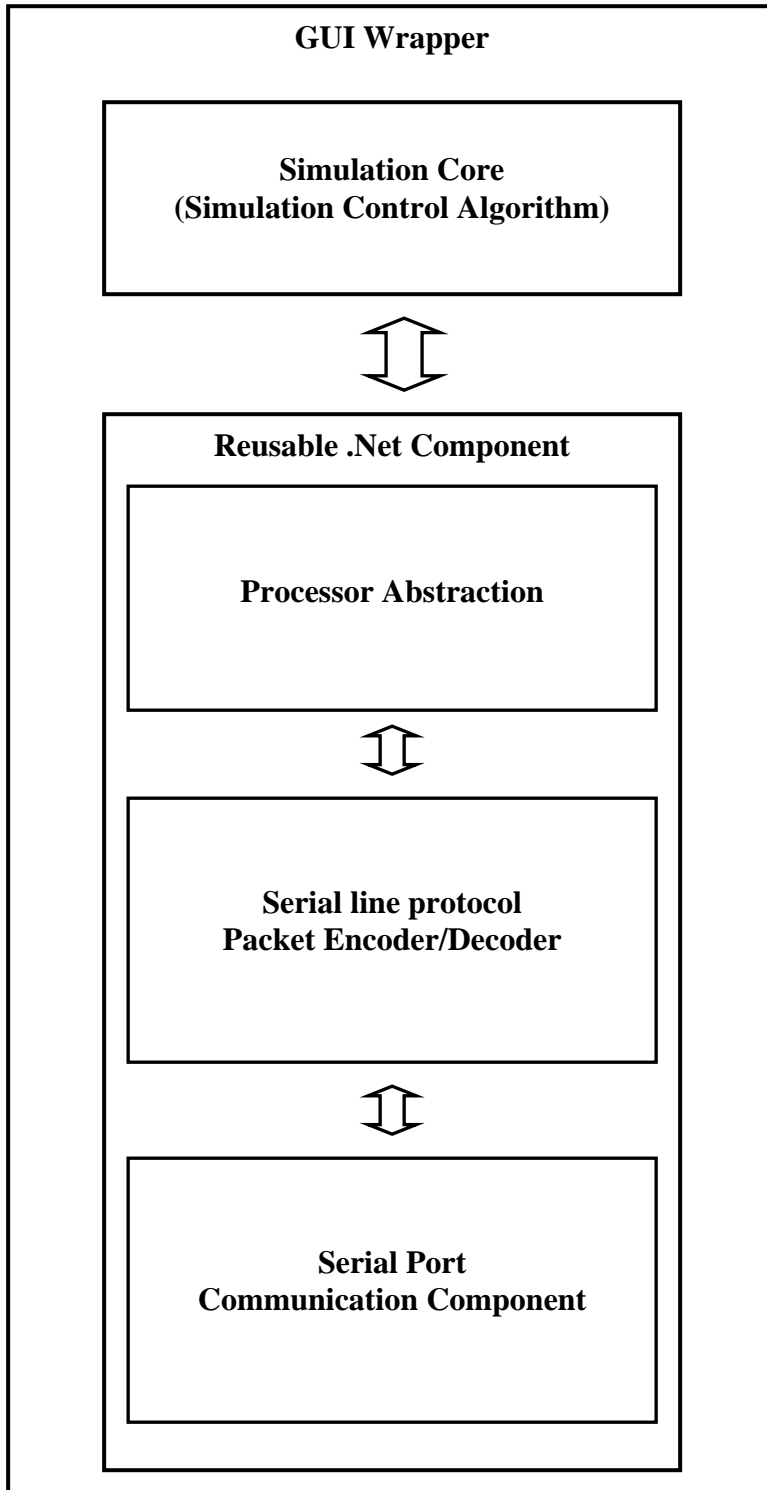 GUI Wrapper
Simulation Core
(Simulation Control Algorithm)
Reusable .Net Component
Processor Abstraction
Serial line protocol
Packet Encoder/Decoder
Serial Port
Communication Component